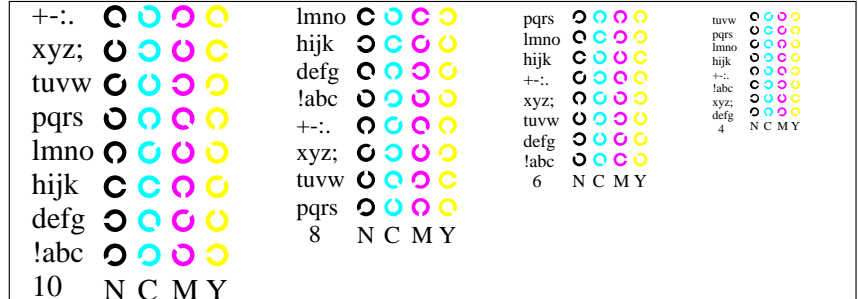 +-:.
xyz;
tuvw
pqrs
lmno
hijk
defg
!abc
10 N C M Y
lmno
hijk
defg
!abc
+-:.
xyz;
tuvw
pqrs
8 N C M Y
pqrs
lmno
hijk
+-:.
xyz;
tuvw
defg
!abc
6 N C M Y
tuvw
pqrs
lmno
hijk
+-:.
!abc
xyz;
defg
4 N C M Y